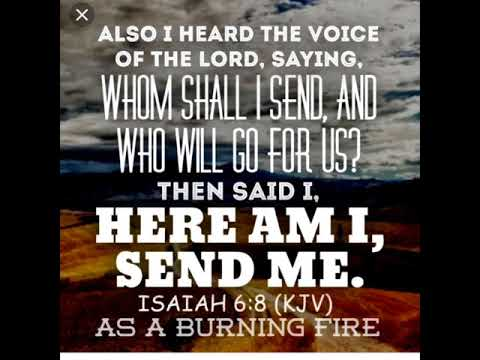 ALSO I HEARD THE VOICE
OF THE LORD, SAYING,
WHOM SHALL I SEND, AND
WHO WILL GO FOR US?
THEN SAID I,
HERE AM I,
SEND ME.
ISAIAH 6:8 (KJV)
AS A BURNING FIRE